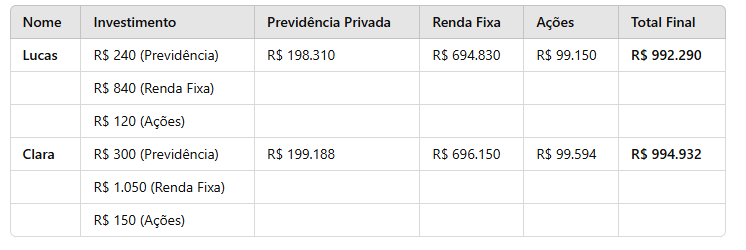 Nome Investimento Previdência Privada Renda Fixa Ações Total Final
Lucas R$ 240 (Previdência) R$ 198.310 R$ 694.830 R$ 99.150 R$ 992.290
R$ 840 (Renda Fixa)
R$ 120 (Ações)
Clara R$ 300 (Previdência) R$ 199.188 R$ 696.150 R$ 99.594 R$ 994.932
R$ 1.050 (Renda Fixa)
R$ 150 (Ações)